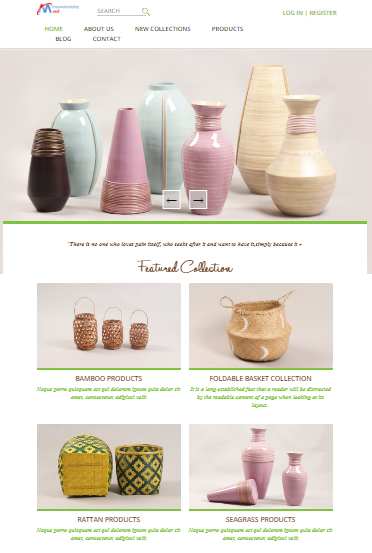 SEARCH
LOG IN | REGISTER
HOME ABOUT US NEW COLLECTIONS PRODUCTS
BLOG CONTACT
← →
"There is no one who loves pain itself, who seeks after it and want to have it,simply because it »
Featured Collection
BAMBOO PRODUCTS
Neque porro quisquam est qui dolorem ipsum quia dolor sit
amet, consectetur, adipisci velit
FOLDABLE BASKET COLLECTION
It is a long established fact that a reader will be distracted
by the readable content of a page when looking at its
layout.
RATTAN PRODUCTS
Neque porro quisquam est qui dolorem ipsum quia dolor sit
amet, consectetur, adipisci velit
SEAGRASS PRODUCTS
Neque porro quisquam est qui dolorem ipsum quia dolor sit
amet, consectetur, adipisci velit